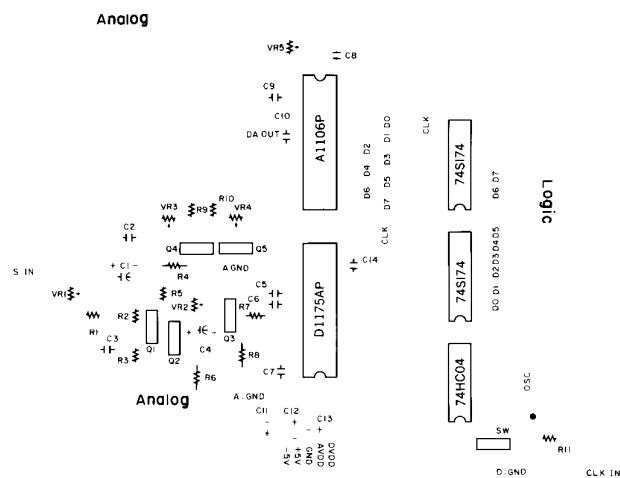 Analog
VR5
C8
C9
C10
DA OUT
A1106P
D1 D0
D2
D4 D3
D6 D5
D7
CLK
74S174
D6 D7
Logic
R10
VR3 R9 VR4
C2
Q4 Q5
CLK
+ C1 -
R4
A.GND
C14
S IN
VR1
R5
VR2
C5
C6
R7
D1175AP
74S174
D0 D1 D2 D3 D4 D5
R1
R2
C3
R3
Q1
Q2
+ -
C4
Q3
R8
R6
C7
74HC04
OSC
Analog
A.GND
C11 C12 C13
- + -
+ - +
-5V
+5V
GND
AVDD
DVDD
SW
R11
D.GND
CLK IN